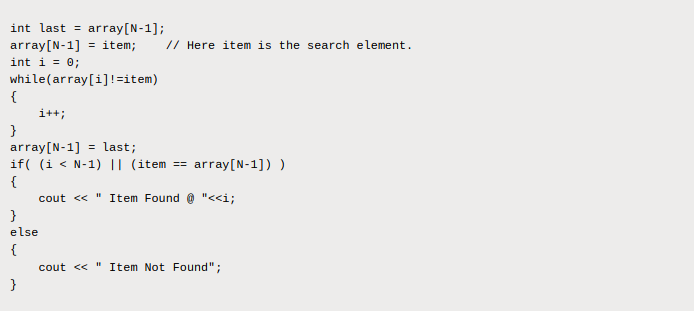 int last = array[N-1];
array[N-1] = item;    // Here item is the search element.
int i = 0;
while(array[i]!=item)
{
    i++;
}
array[N-1] = last;
if( (i < N-1) || (item == array[N-1]) )
{
    cout << " Item Found @ "<<i;
}
else
{
    cout << " Item Not Found";
}